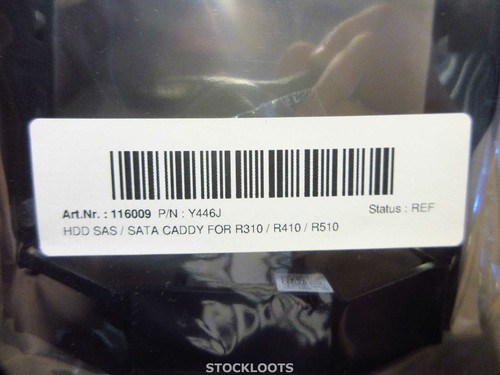 Art.Nr. : 116009 P/N : Y446J Status : REF
HDD SAS / SATA CADDY FOR R310 / R410 / R510
STOCKLOOTS